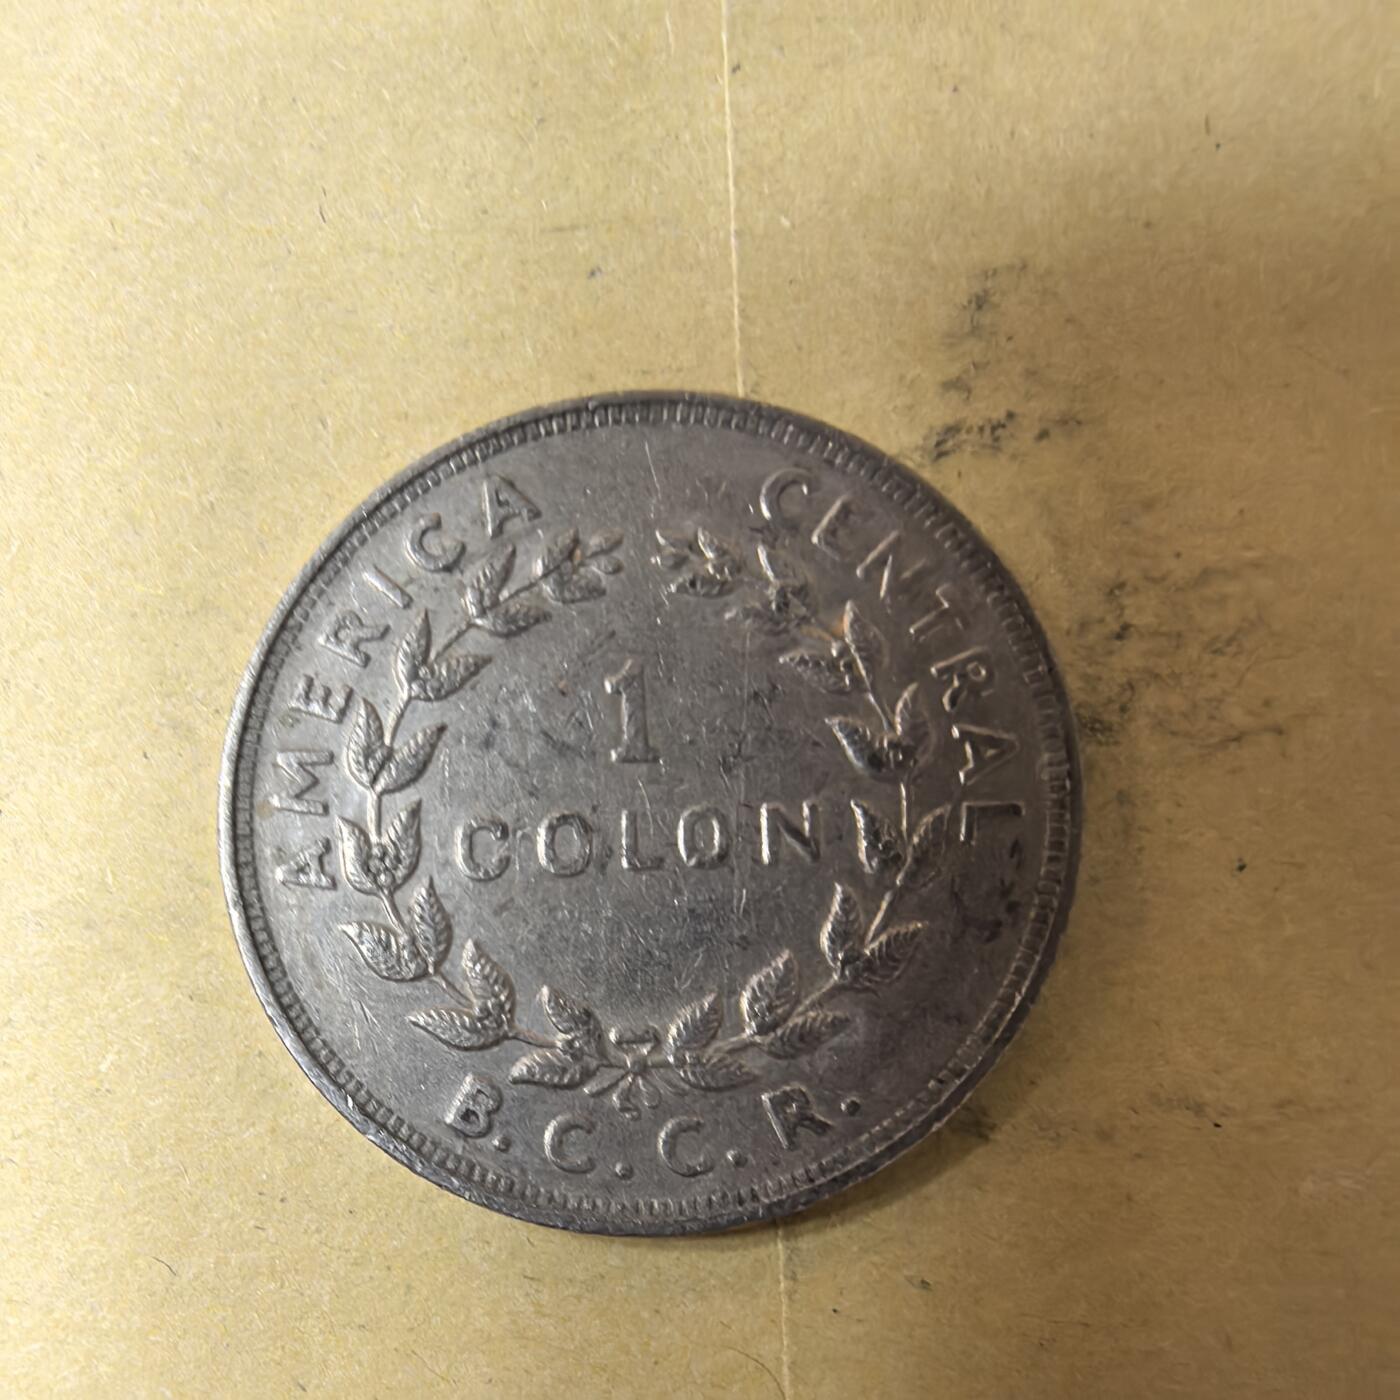 AMERICA CENTRAL
1
COLON
B.C.C.R.